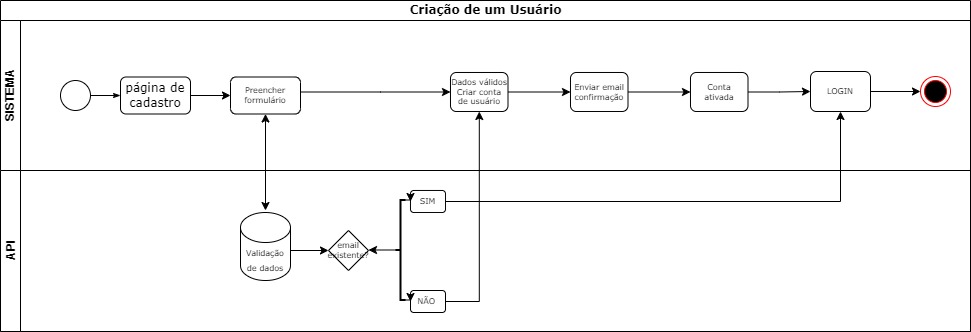 Criação de um Usuário
SISTEMA
página de
cadastro
Preencher
formulário
Dados válidos
Criar conta
de usuário
Enviar email
confirmação
Conta
ativada
LOGIN
API
Validação
de dados
email
existente?
SIM
NÃO